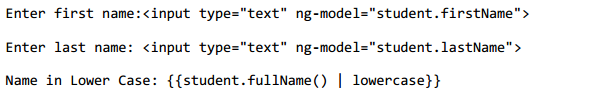 Enter first name:<input type="text" ng-model="student.firstName">
Enter last name: <input type="text" ng-model="student.lastName">
Name in Lower Case: {{student.fullName() | lowercase}}